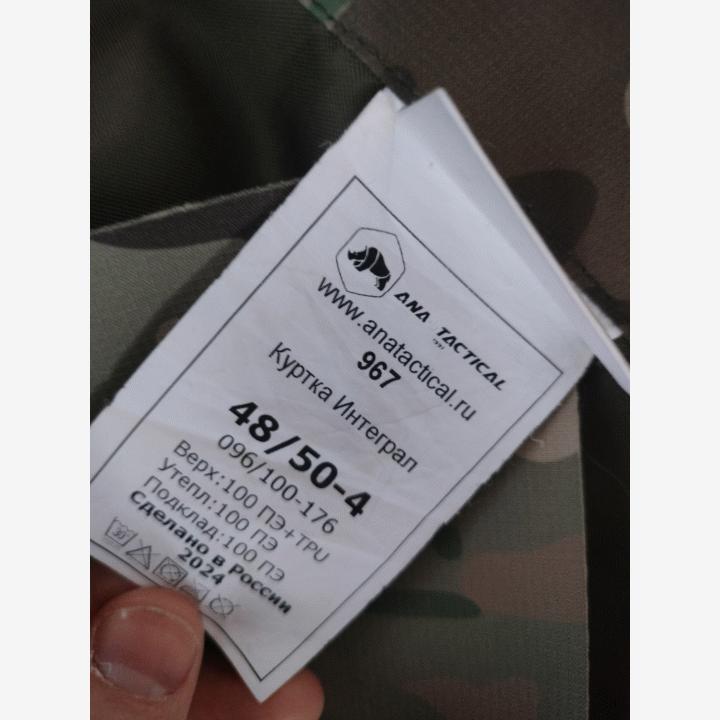 ANA TACTICAL
www.anatactical.ru
967
Куртка Интеграл
48/50-4
096/100-176
Верх:100 ПЭ+TPU
Утепл:100 ПЭ
Подклад:100 ПЭ
Сделано в России
2024
30